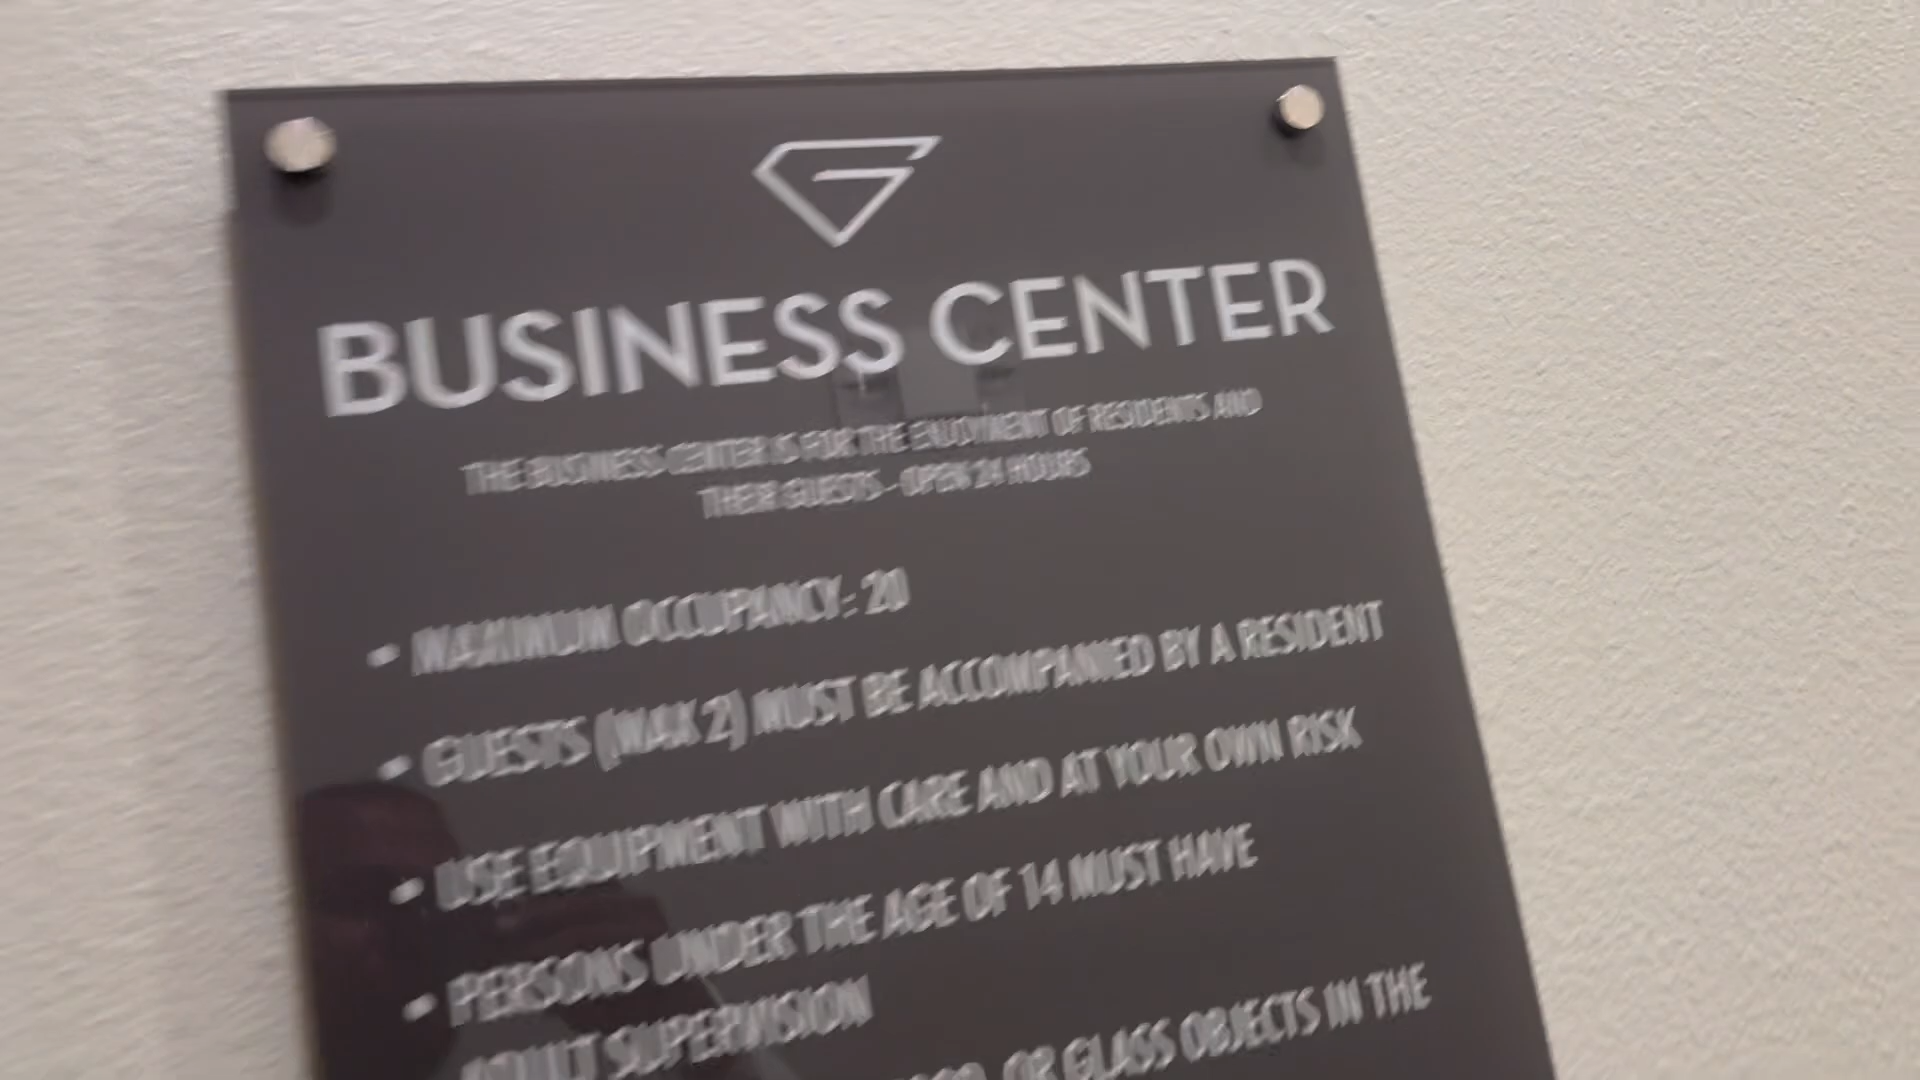 BUSINESS CENTER
THE BUSINESS CENTER IS FOR THE ENJOYMENT OF RESIDENTS AND
THEIR GUESTS - OPEN 24 HOURS
• MAXIMUM OCCUPANCY: 20
• GUESTS (MAX 2) MUST BE ACCOMPANIED BY A RESIDENT
• USE EQUIPMENT WITH CARE AND AT YOUR OWN RISK
• PERSONS UNDER THE AGE OF 14 MUST HAVE
ADULT SUPERVISION
OR GLASS OBJECTS IN THE